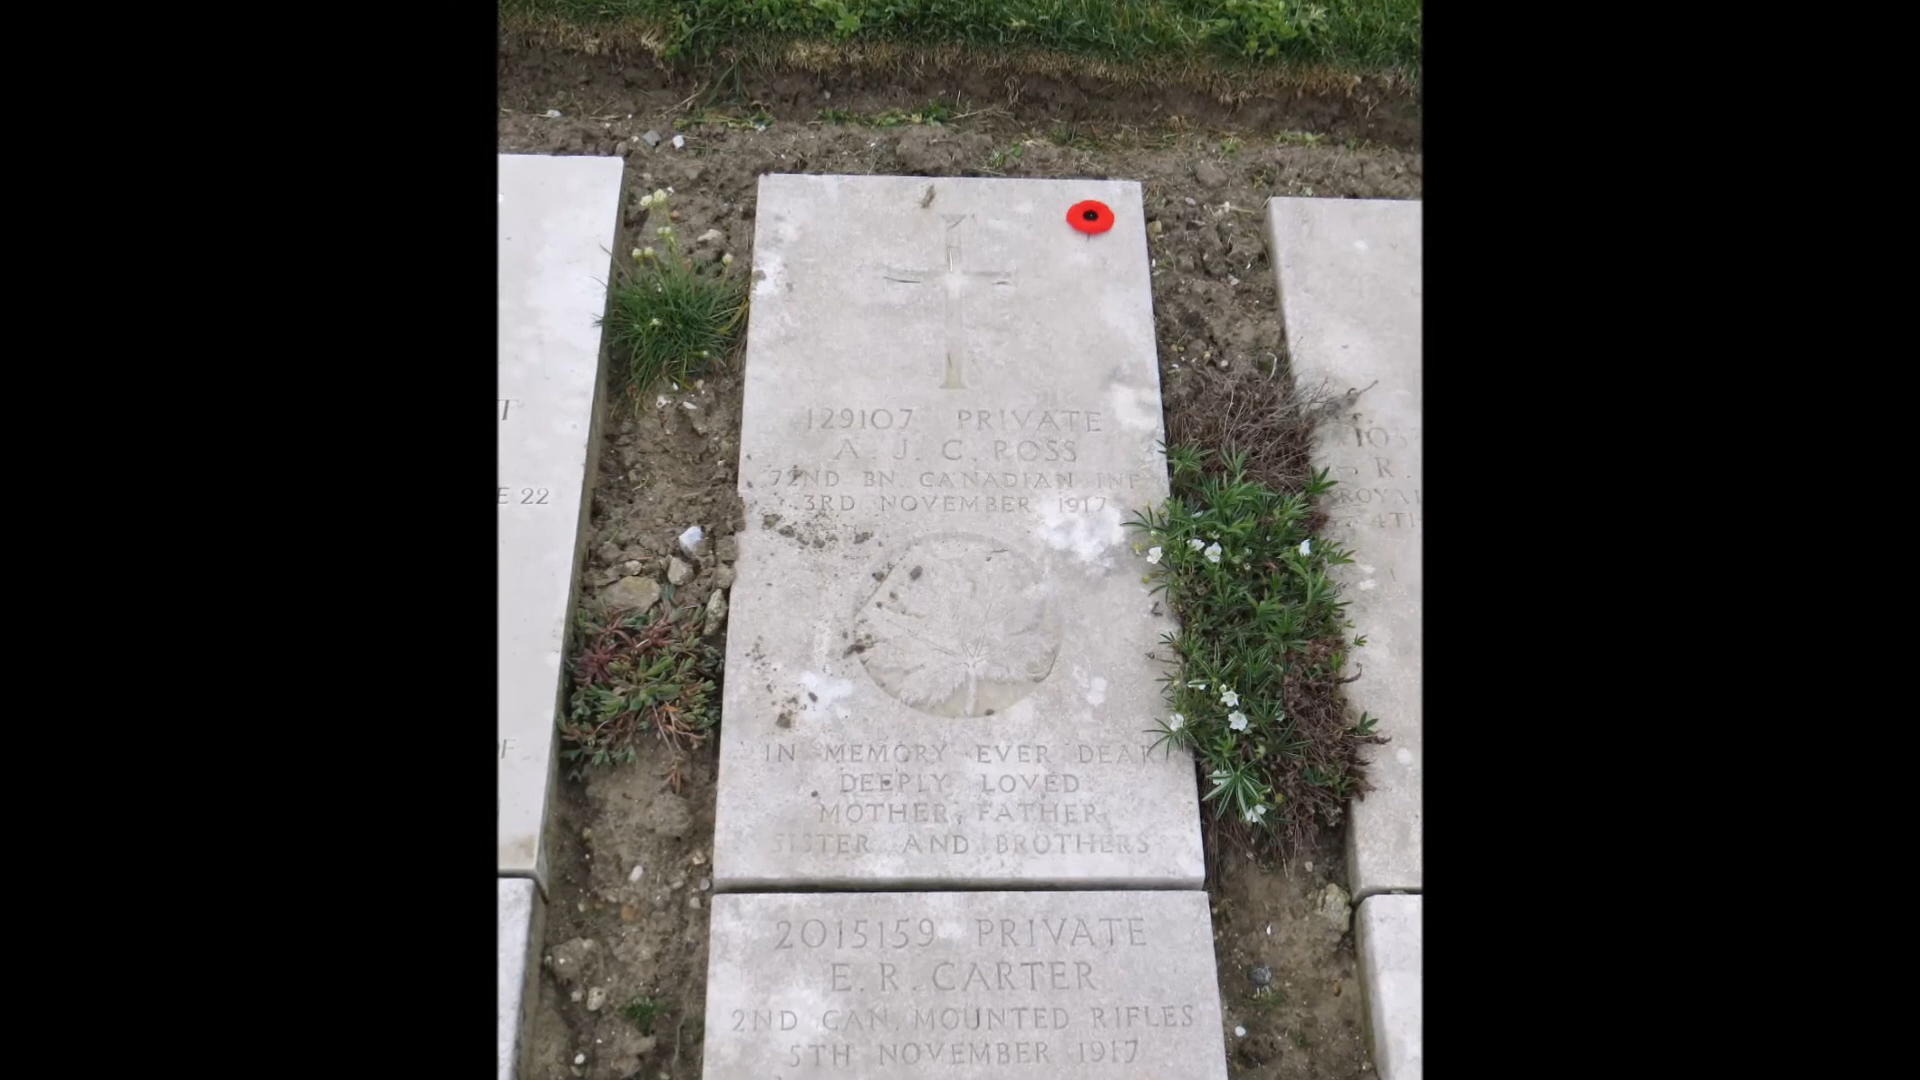 129107 PRIVATE
A. J. C. ROSS
72ND BN. CANADIAN INF.
3RD NOVEMBER 1917
IN MEMORY EVER DEAR
DEEPLY LOVED
MOTHER, FATHER,
SISTER AND BROTHERS
2015159 PRIVATE
E. R. CARTER
2ND CAN. MOUNTED RIFLES
5TH NOVEMBER 1917
E 22